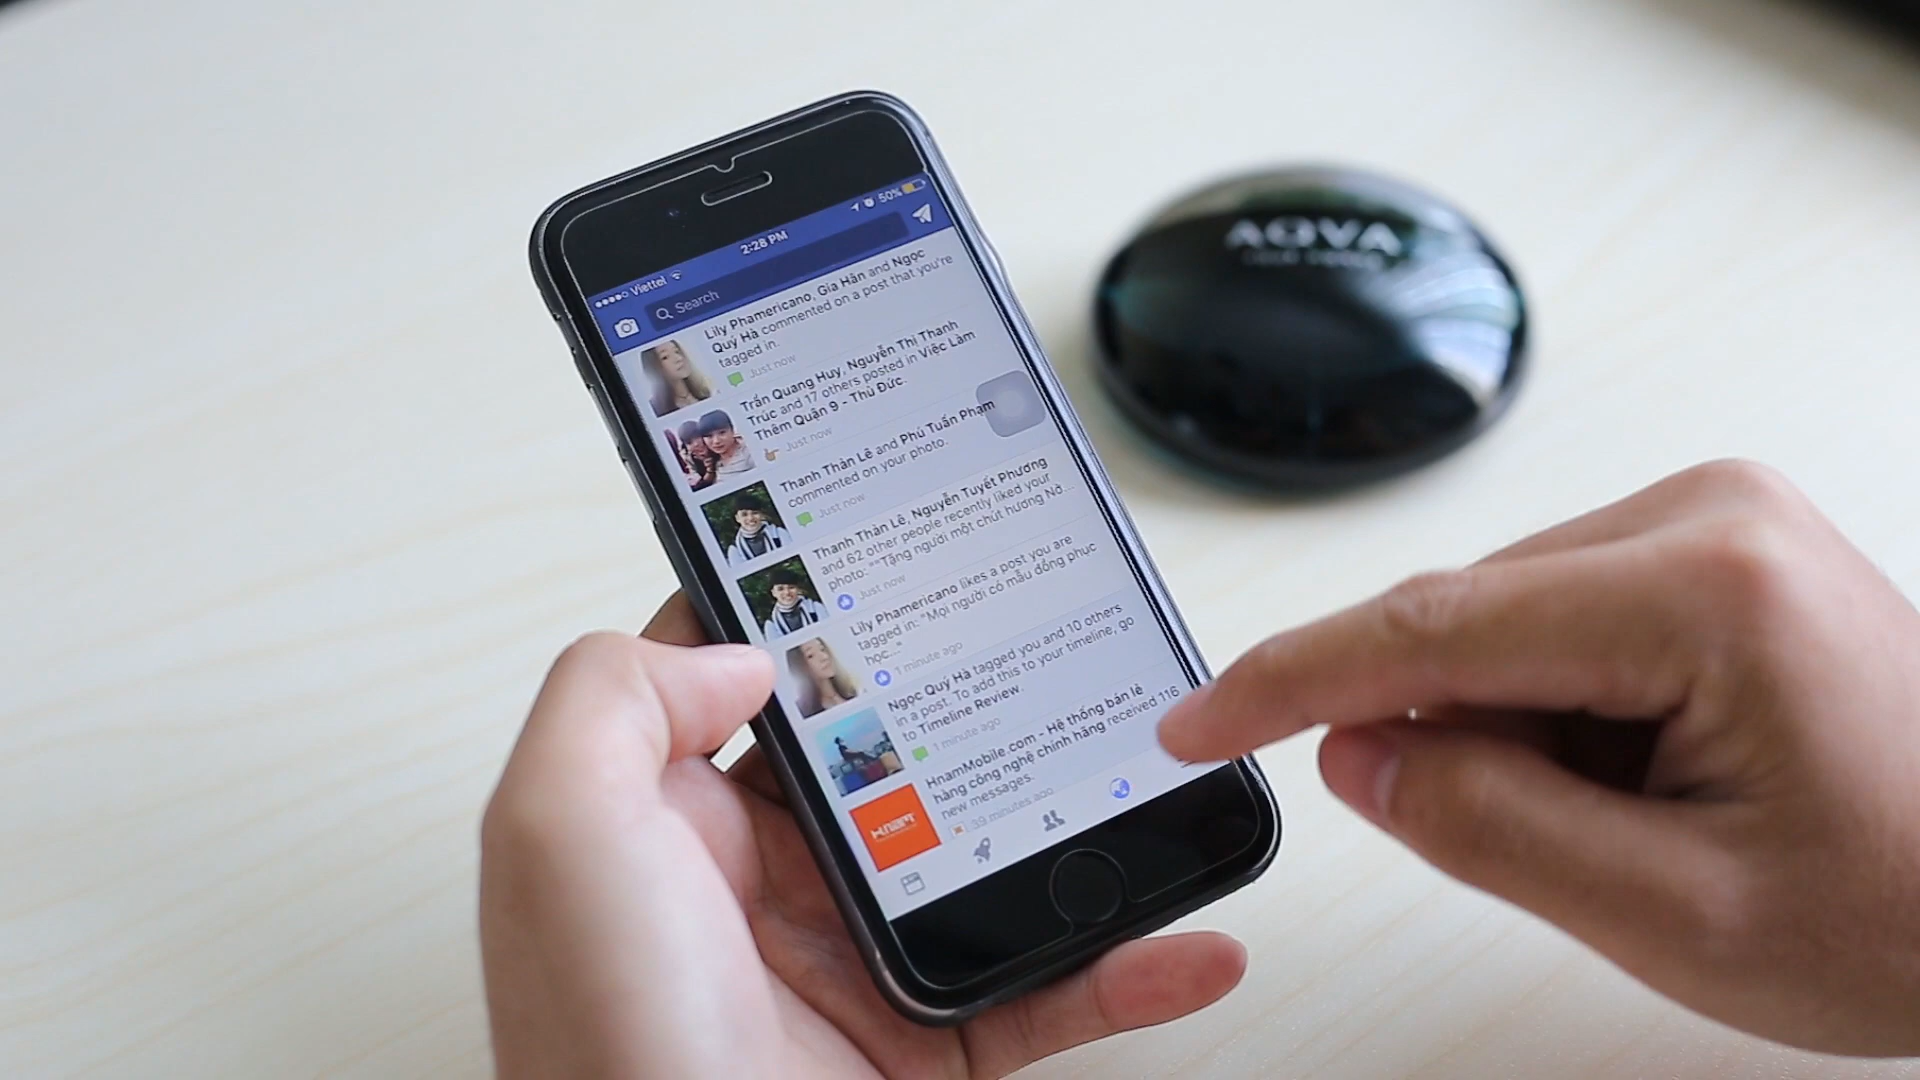 Viettel
2:28 PM
50%
Search
Lily Phamericano, Gia Hân and Ngọc
Quý Hà commented on a post that you're
tagged in.
Just now
Trần Quang Huy, Nguyễn Thị Thanh
Trúc and 17 others posted in Việc Làm
Thêm Quận 9 - Thủ Đức.
Just now
Thanh Thản Lê and Phú Tuấn Phạm
commented on your photo.
Just now
Thanh Thản Lê, Nguyễn Tuyết Phương
and 62 other people recently liked your
photo: "“Tặng người một chút hương Nờ...
Just now
Lily Phamericano likes a post you are
tagged in: "Mọi người có mẫu đồng phục
học..."
1 minute ago
Ngọc Quý Hà tagged you and 10 others
in a post. To add this to your timeline, go
to Timeline Review.
1 minute ago
HnamMobile.com - Hệ thống bán lẻ
hàng công nghệ chính hãng received 116
new messages.
39 minutes ago
AOVA